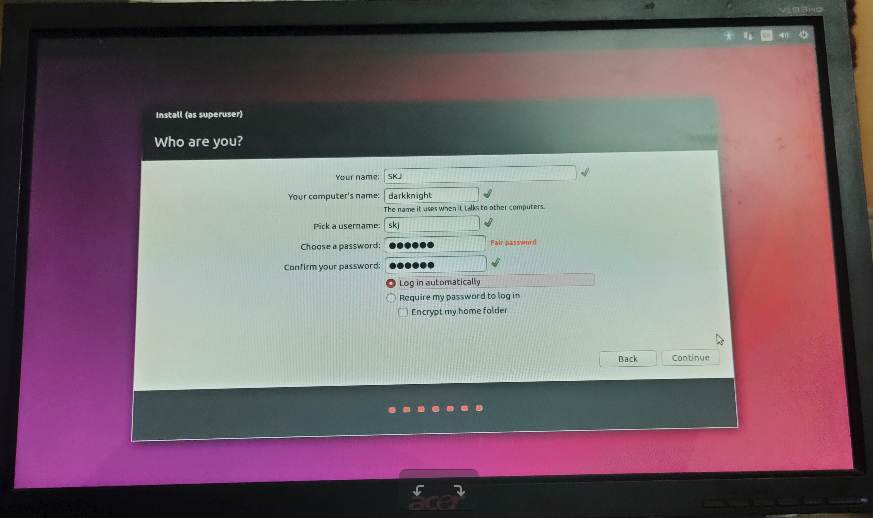 V193HQ
Install (as superuser)
Who are you?
Your name: SKJ
Your computer's name: darkknight
The name it uses when it talks to other computers.
Pick a username: skj
Choose a password: ●●●●●● Fair password
Confirm your password: ●●●●●●
Log in automatically
Require my password to log in
Encrypt my home folder
Back Continue
acer